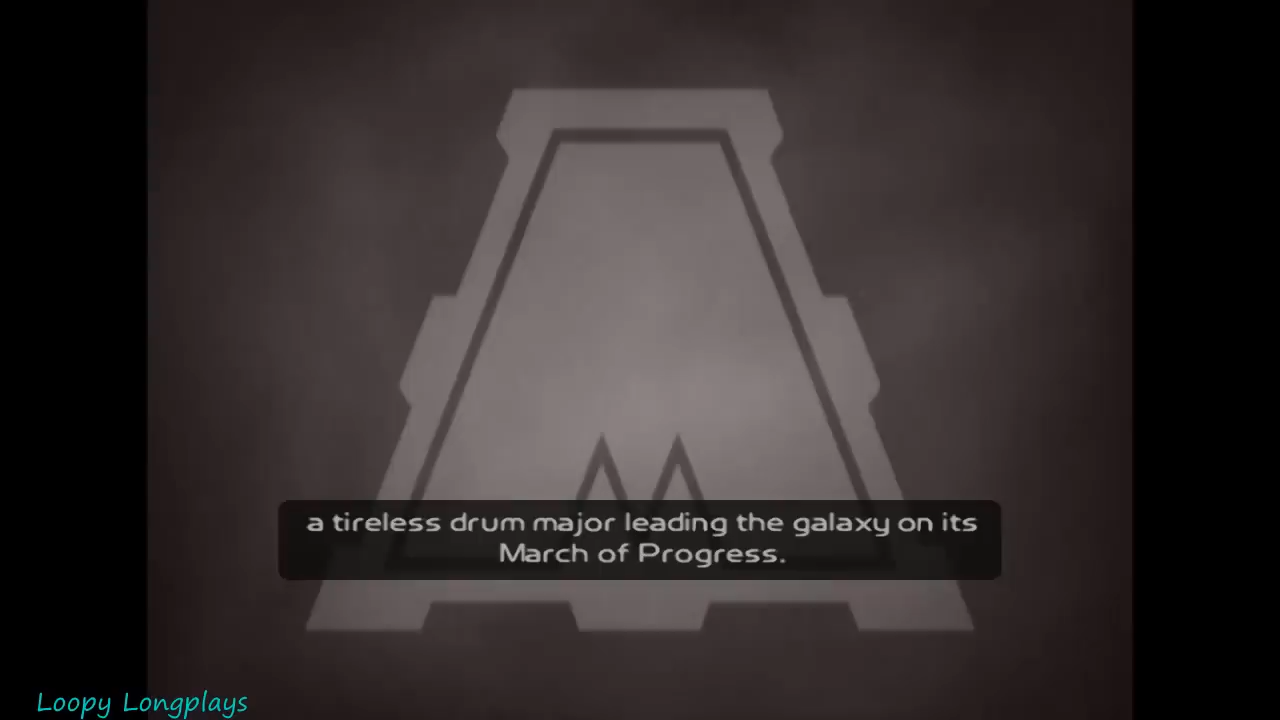 a tireless drum major leading the galaxy on its
March of Progress.
Loopy Longplays